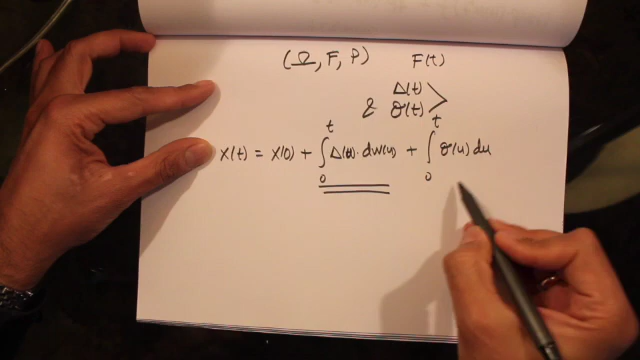 (Ω, F, P) F(t)
Δ(t)
& θ(t) >
X(t) = X(0) + ∫₀ᵗ Δ(u)· dW(u) + ∫₀ᵗ θ(u) du